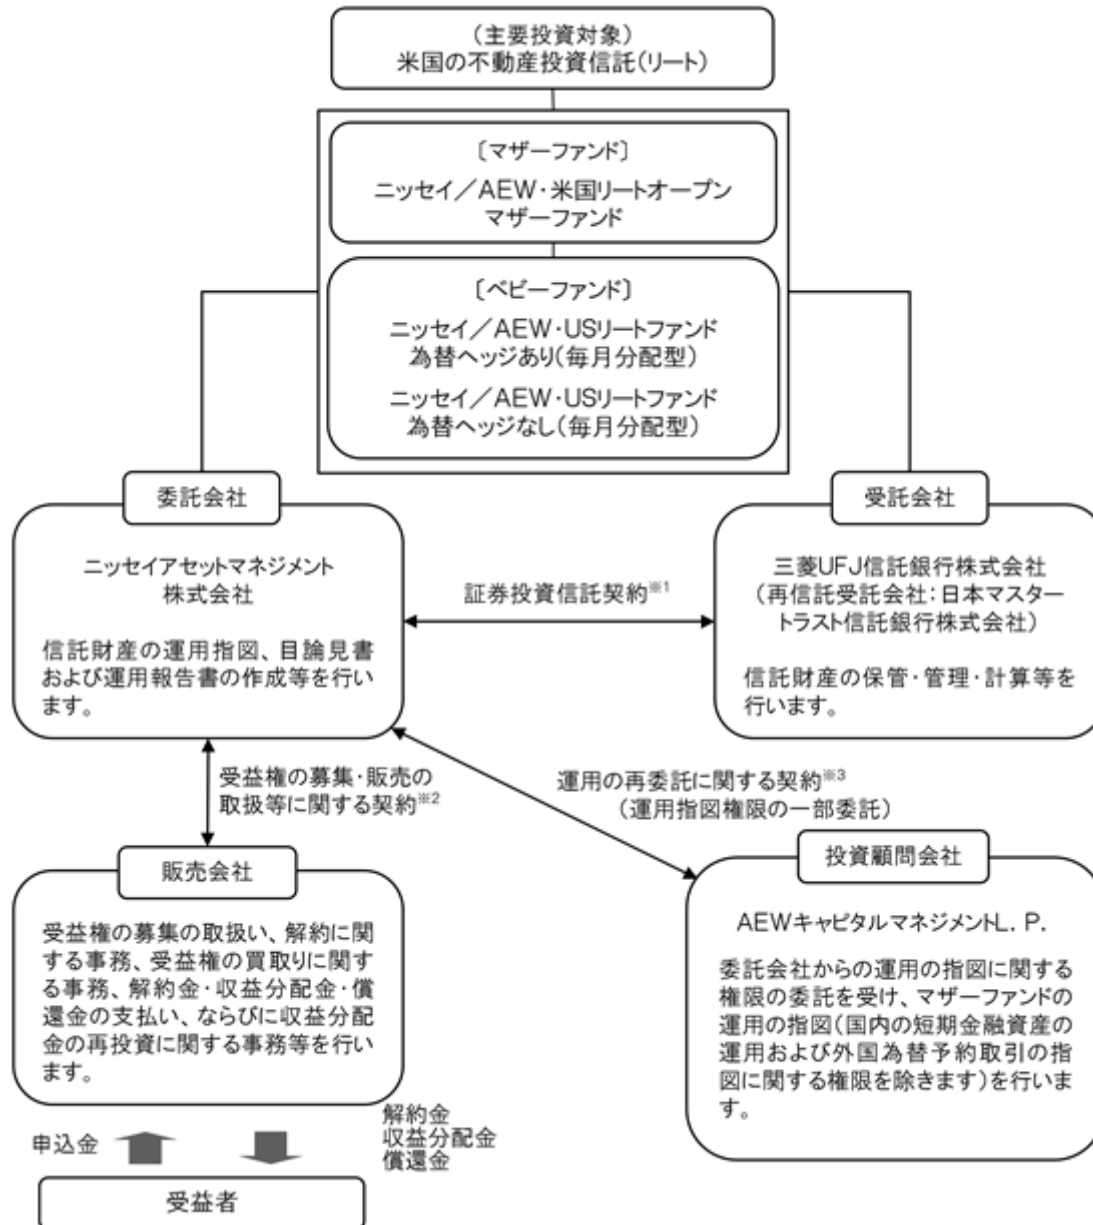 （主要投資対象）
米国の不動産投資信託（リート）
〔マザーファンド〕
ニッセイ／AEW・米国リートオープン
マザーファンド
〔ベビーファンド〕
ニッセイ／AEW・USリートファンド
為替ヘッジあり（毎月分配型）
ニッセイ／AEW・USリートファンド
為替ヘッジなし（毎月分配型）
委託会社
ニッセイアセットマネジメント
株式会社
信託財産の運用指図、目論見書
および運用報告書の作成等を行い
ます。
証券投資信託契約※1
受託会社
三菱UFJ信託銀行株式会社
（再信託受託会社：日本マスター
トラスト信託銀行株式会社）
信託財産の保管・管理・計算等を
行います。
受益権の募集・販売の
取扱等に関する契約※2
運用の再委託に関する契約※3
（運用指図権限の一部委託）
販売会社
受益権の募集の取扱い、解約に関
する事務、受益権の買取りに関す
る事務、解約金・収益分配金・償
還金の支払い、ならびに収益分配
金の再投資に関する事務等を行い
ます。
投資顧問会社
AEWキャピタルマネジメントL．P．
委託会社からの運用の指図に関する
権限の委託を受け、マザーファンドの
運用の指図（国内の短期金融資産の
運用および外国為替予約取引の指
図に関する権限を除きます）を行いま
す。
申込金
解約金
収益分配金
償還金
受益者